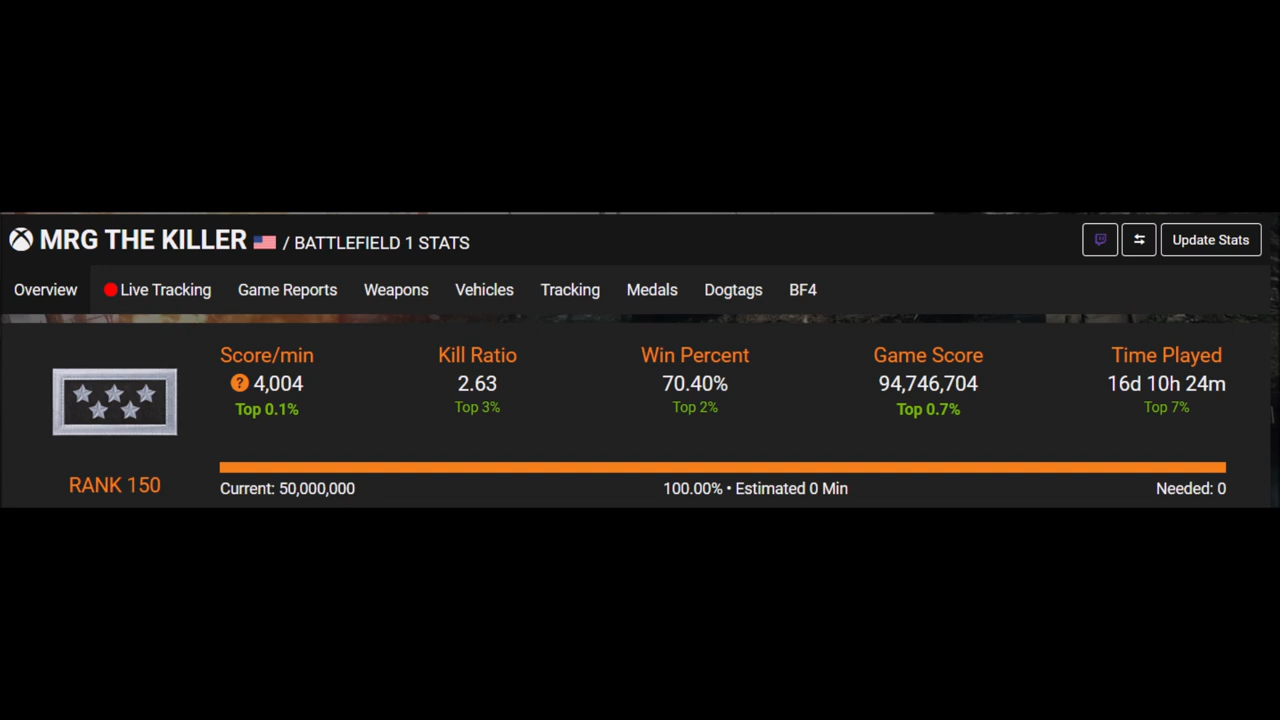 MRG THE KILLER / BATTLEFIELD 1 STATS Update Stats
Overview Live Tracking Game Reports Weapons Vehicles Tracking Medals Dogtags BF4
Score/min Kill Ratio Win Percent Game Score Time Played
? 4,004 2.63 70.40% 94,746,704 16d 10h 24m
Top 0.1% Top 3% Top 2% Top 0.7% Top 7%
RANK 150 Current: 50,000,000 100.00% • Estimated 0 Min Needed: 0